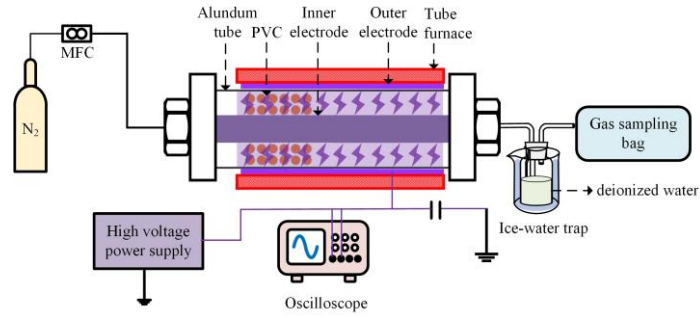 Alundum
tube
PVC
Inner
electrode
Outer
electrode
Tube
furnace
MFC
N2
Gas sampling
bag
deionized water
Ice-water trap
High voltage
power supply
Oscilloscope